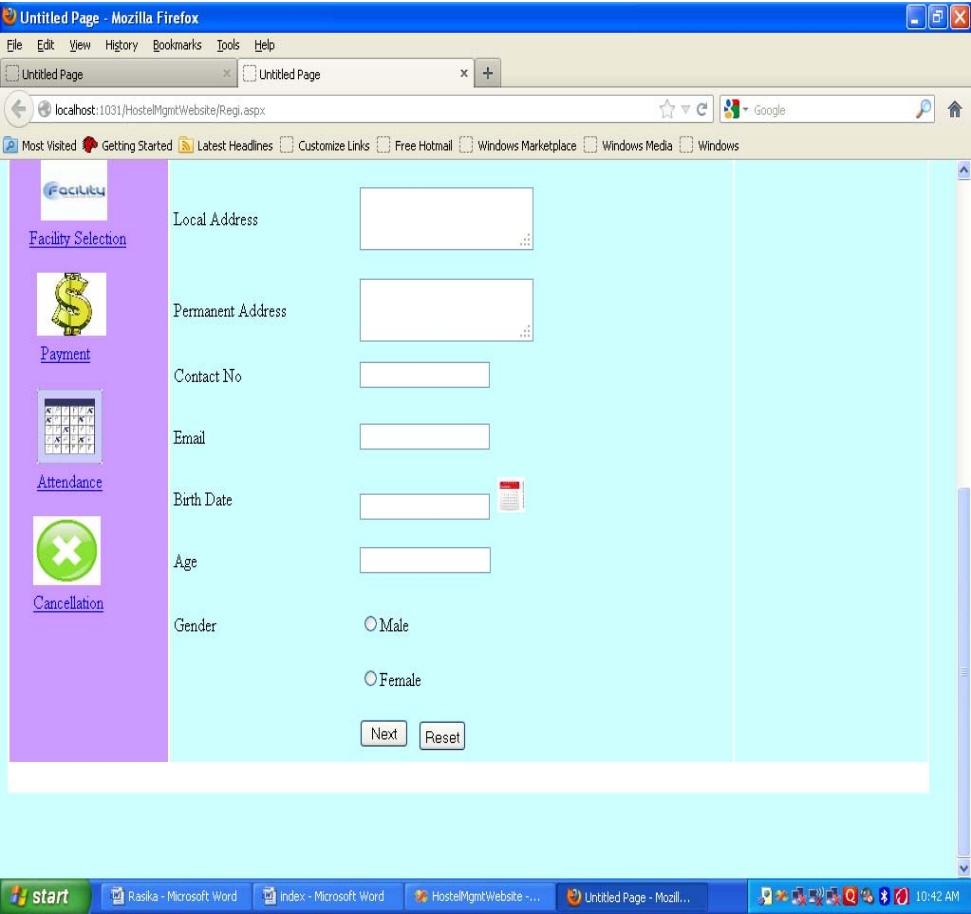 Untitled Page - Mozilla Firefox
File Edit View History Bookmarks Tools Help
Untitled Page × Untitled Page × +
localhost:1031/HostelMgmtWebsite/Regi.aspx Google
Most Visited Getting Started Latest Headlines Customize Links Free Hotmail Windows Marketplace Windows Media Windows
Facility
Facility Selection
Local Address
Permanent Address
Payment
Contact No
Email
Attendance
Birth Date
Age
Cancellation
Gender Male
Female
Next Reset
start Rasika - Microsoft Word index - Microsoft Word HostelMgmtWebsite -... Untitled Page - Mozill... 10:42 AM